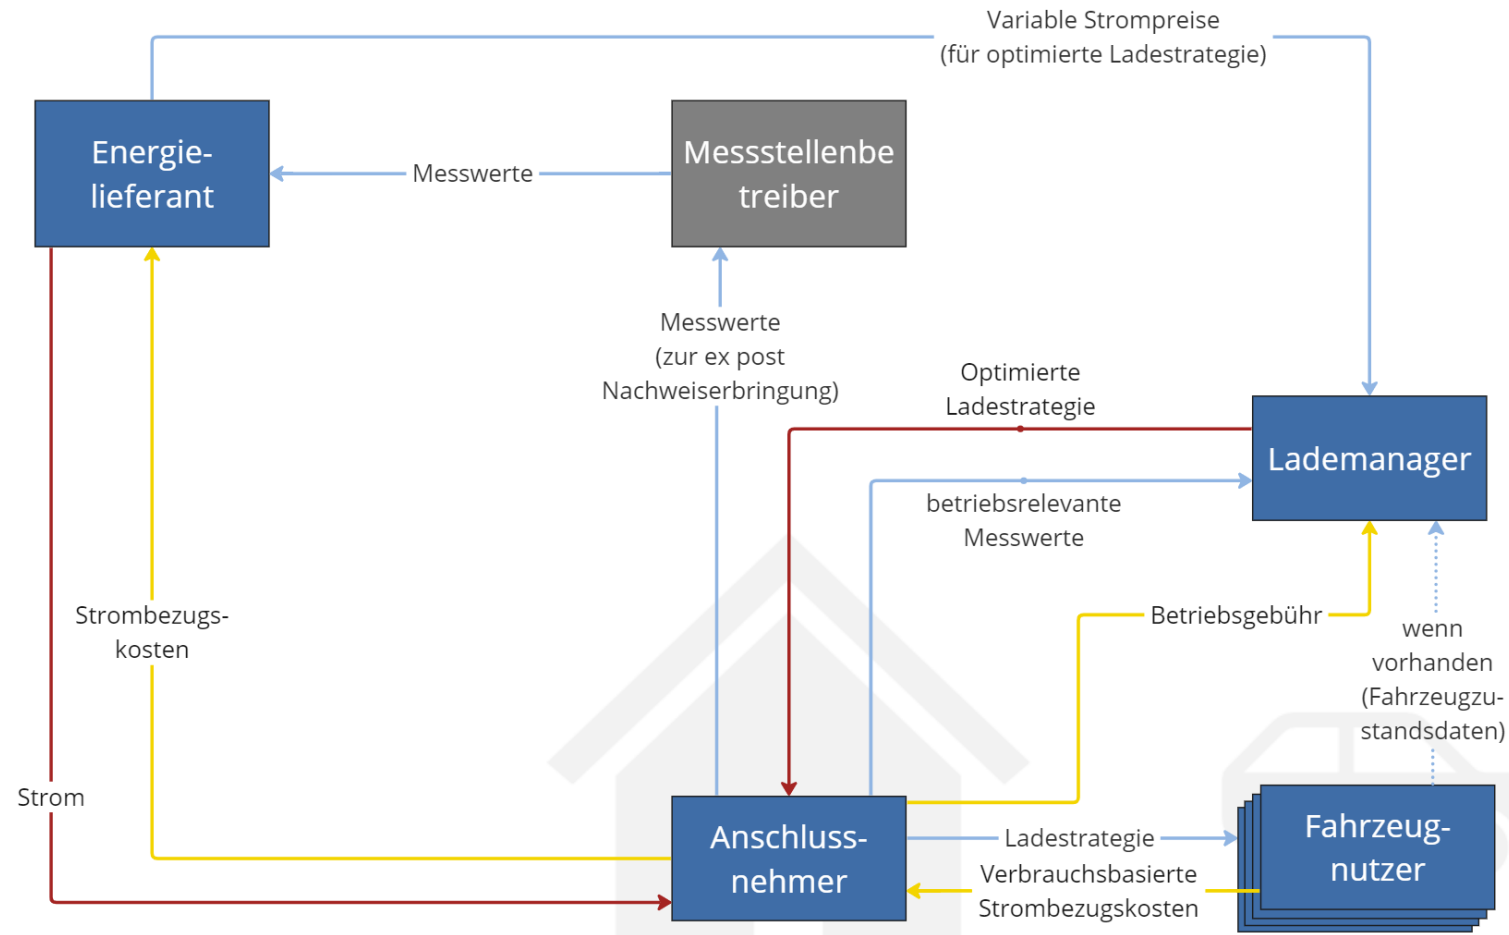 Variable Strompreise
(für optimierte Ladestrategie)
Energie-
lieferant
Messwerte
Messstellenbe
treiber
Messwerte
(zur ex post
Nachweiserbringung)
Optimierte
Ladestrategie
Lademanager
betriebsrelevante
Messwerte
Strombezugs-
kosten
Betriebsgebühr
wenn
vorhanden
(Fahrzeugzu-
standsdaten)
Strom
Anschluss-
nehmer
Ladestrategie
Verbrauchsbasierte
Strombezugskosten
Fahrzeug-
nutzer